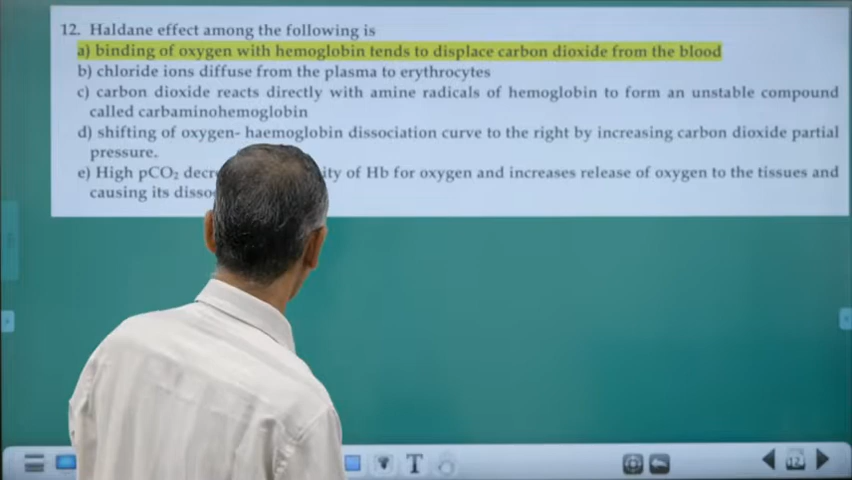 12. Haldane effect among the following is
a) binding of oxygen with hemoglobin tends to displace carbon dioxide from the blood
b) chloride ions diffuse from the plasma to erythrocytes
c) carbon dioxide reacts directly with amine radicals of hemoglobin to form an unstable compound
called carbaminohemoglobin
d) shifting of oxygen- haemoglobin dissociation curve to the right by increasing carbon dioxide partial
pressure.
e) High pCO₂ of Hb for oxygen and increases release of oxygen to the tissues and
causing its
T
12